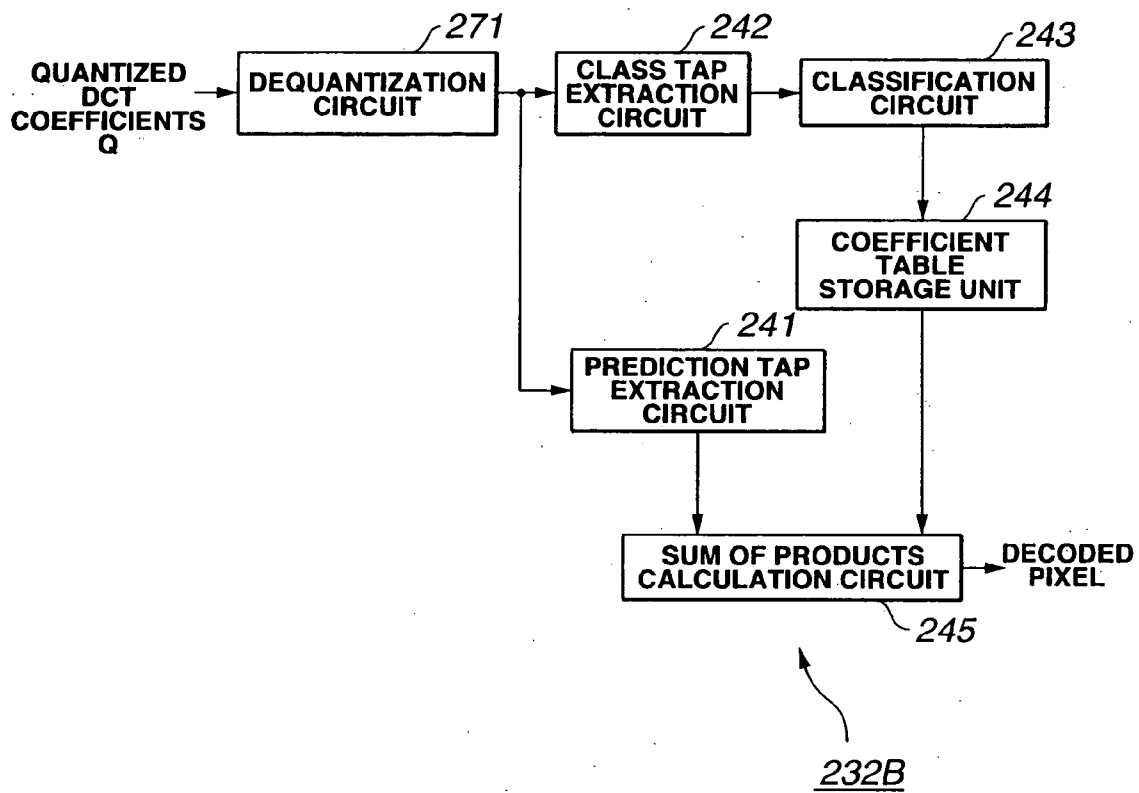 271
242
243
QUANTIZED
DCT
COEFFICIENTS
Q
DEQUANTIZATION
CIRCUIT
CLASS TAP
EXTRACTION
CIRCUIT
CLASSIFICATION
CIRCUIT
244
COEFFICIENT
TABLE
STORAGE UNIT
241
PREDICTION TAP
EXTRACTION
CIRCUIT
SUM OF PRODUCTS
CALCULATION CIRCUIT
DECODED
PIXEL
245
232B